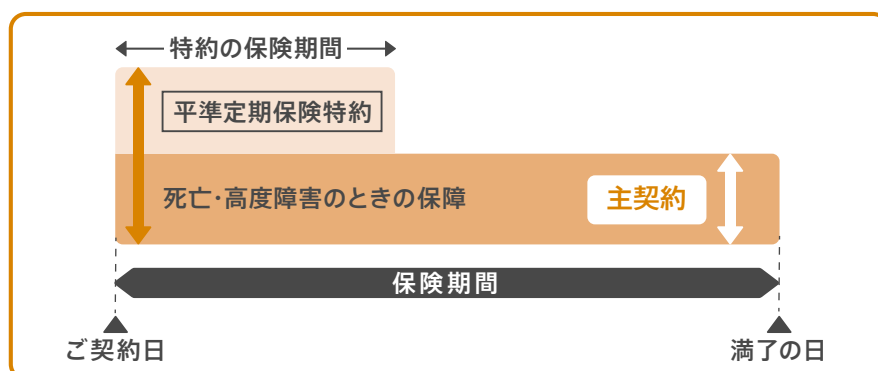 特約の保険期間
平準定期保険特約
死亡・高度障害のときの保障
主契約
保険期間
ご契約日
満了の日